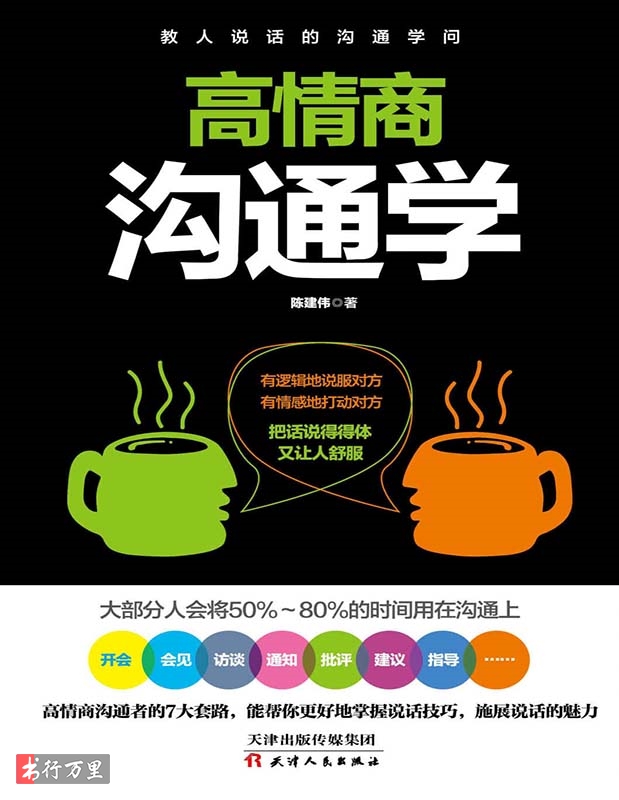 教人说话的沟通学问
高情商
沟通学
陈建伟◎著
有逻辑地说服对方
有情感地打动对方
把话说得得体
又让人舒服
大部分人会将50%~80%的时间用在沟通上
开会 会见 访谈 通知 批评 建议 指导 ……
高情商沟通者的7大套路，能帮你更好地掌握说话技巧，施展说话的魅力
天津出版传媒集团
天津人民出版社
书行万里